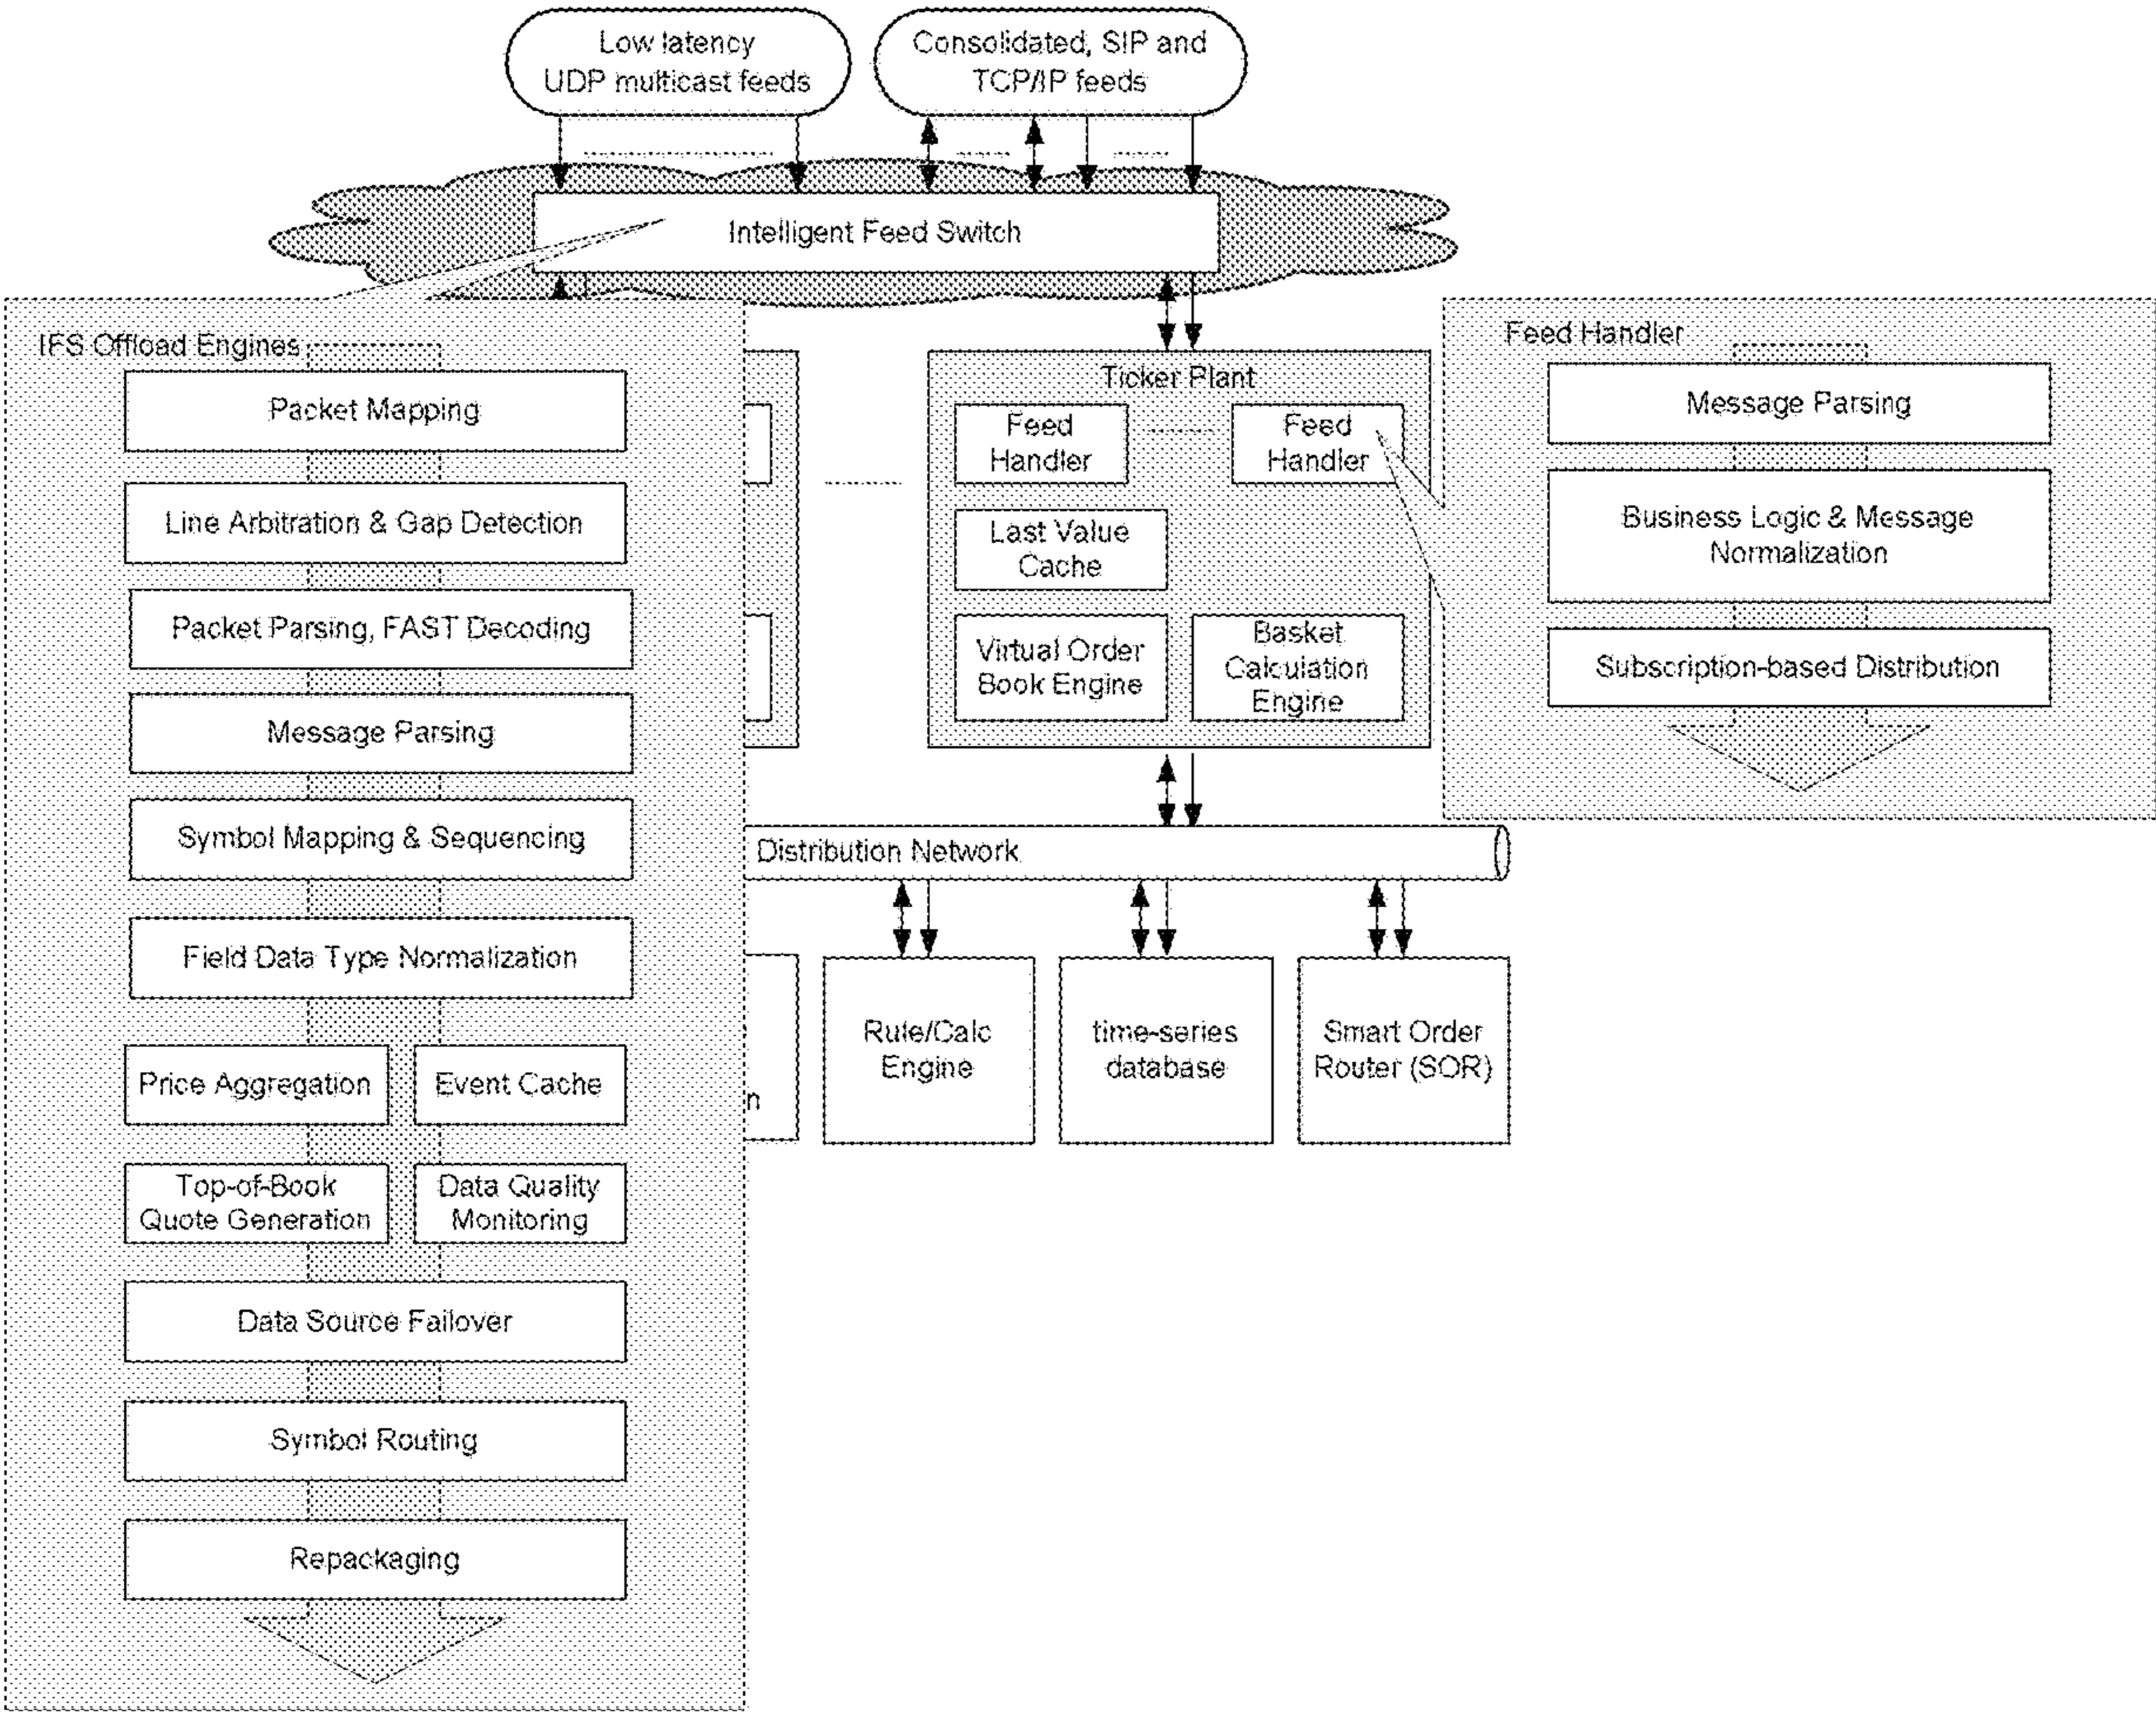 Low latency
UDP multicast feeds
Consolidated, SIP and
TCP/IP feeds
Intelligent Feed Switch
IFS Offload Engines
Packet Mapping
Line Arbitration & Gap Detection
Packet Parsing, FAST Decoding
Message Parsing
Symbol Mapping & Sequencing
Field Data Type Normalization
Price Aggregation
Event Cache
Top-of-Book
Quote Generation
Data Quality
Monitoring
Data Source Failover
Symbol Routing
Repackaging
Ticker Plant
Feed
Handler
Feed
Handler
Last Value
Cache
Virtual Order
Book Engine
Basket
Calculation
Engine
Feed Handler
Message Parsing
Business Logic & Message
Normalization
Subscription-based Distribution
Distribution Network
n
Rule/Calc
Engine
time-series
database
Smart Order
Router (SOR)